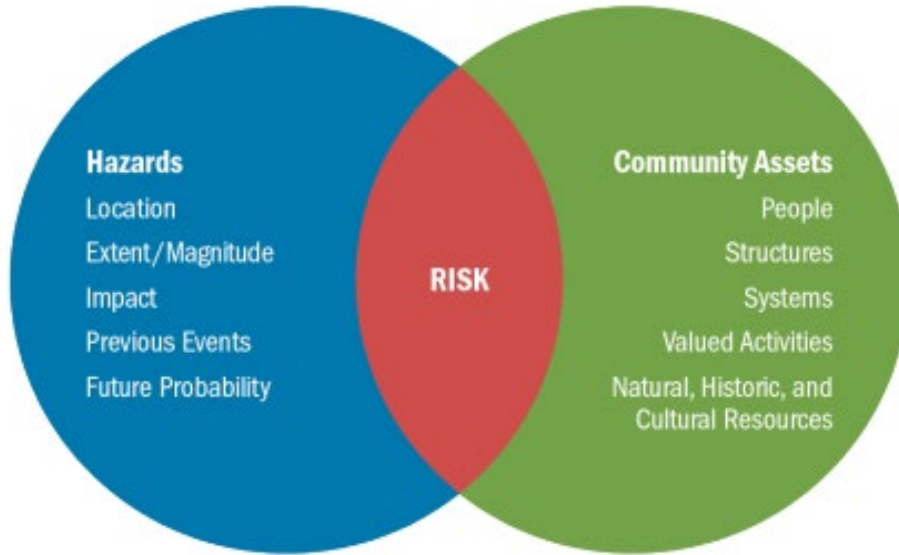 Hazards
Location
Extent/Magnitude
Impact
Previous Events
Future Probability
RISK
Community Assets
People
Structures
Systems
Valued Activities
Natural, Historic, and
Cultural Resources